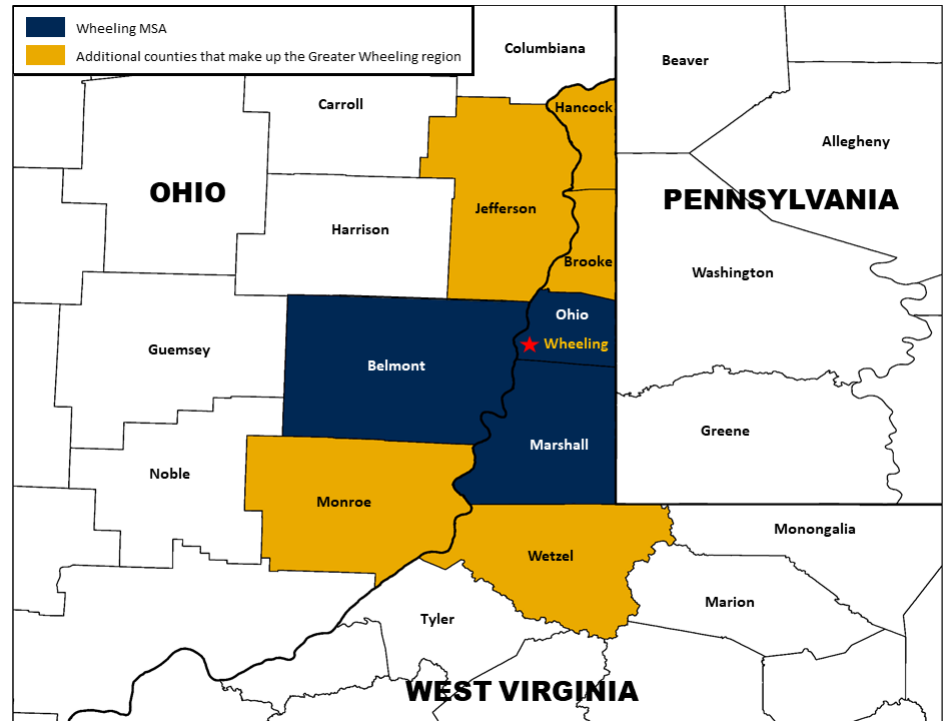 Wheeling MSA
Additional counties that make up the Greater Wheeling region
Columbiana
Beaver
Carroll
Hancock
Allegheny
OHIO
PENNSYLVANIA
Jefferson
Harrison
Brooke
Washington
Ohio
Wheeling
Guemsey
Belmont
Greene
Marshall
Noble
Monroe
Monongalia
Wetzel
Marion
Tyler
WEST VIRGINIA